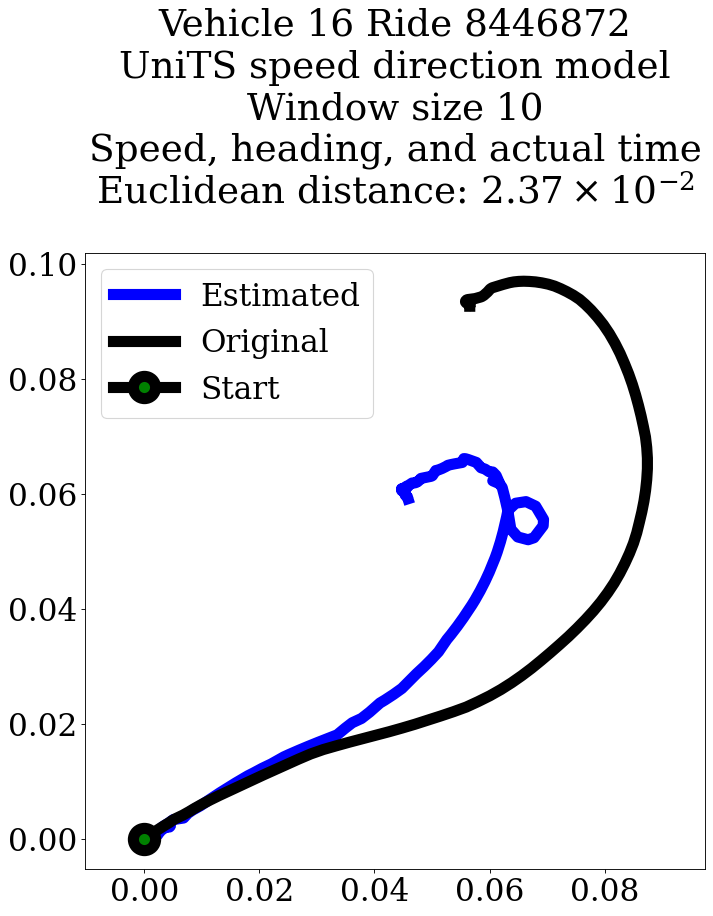 Vehicle 16 Ride 8446872
UniTS speed direction model
Window size 10
Speed, heading, and actual time
Euclidean distance: 2.37 × 10⁻²
0.10
0.08
0.06
0.04
0.02
0.00
Estimated
Original
Start
0.00 0.02 0.04 0.06 0.08